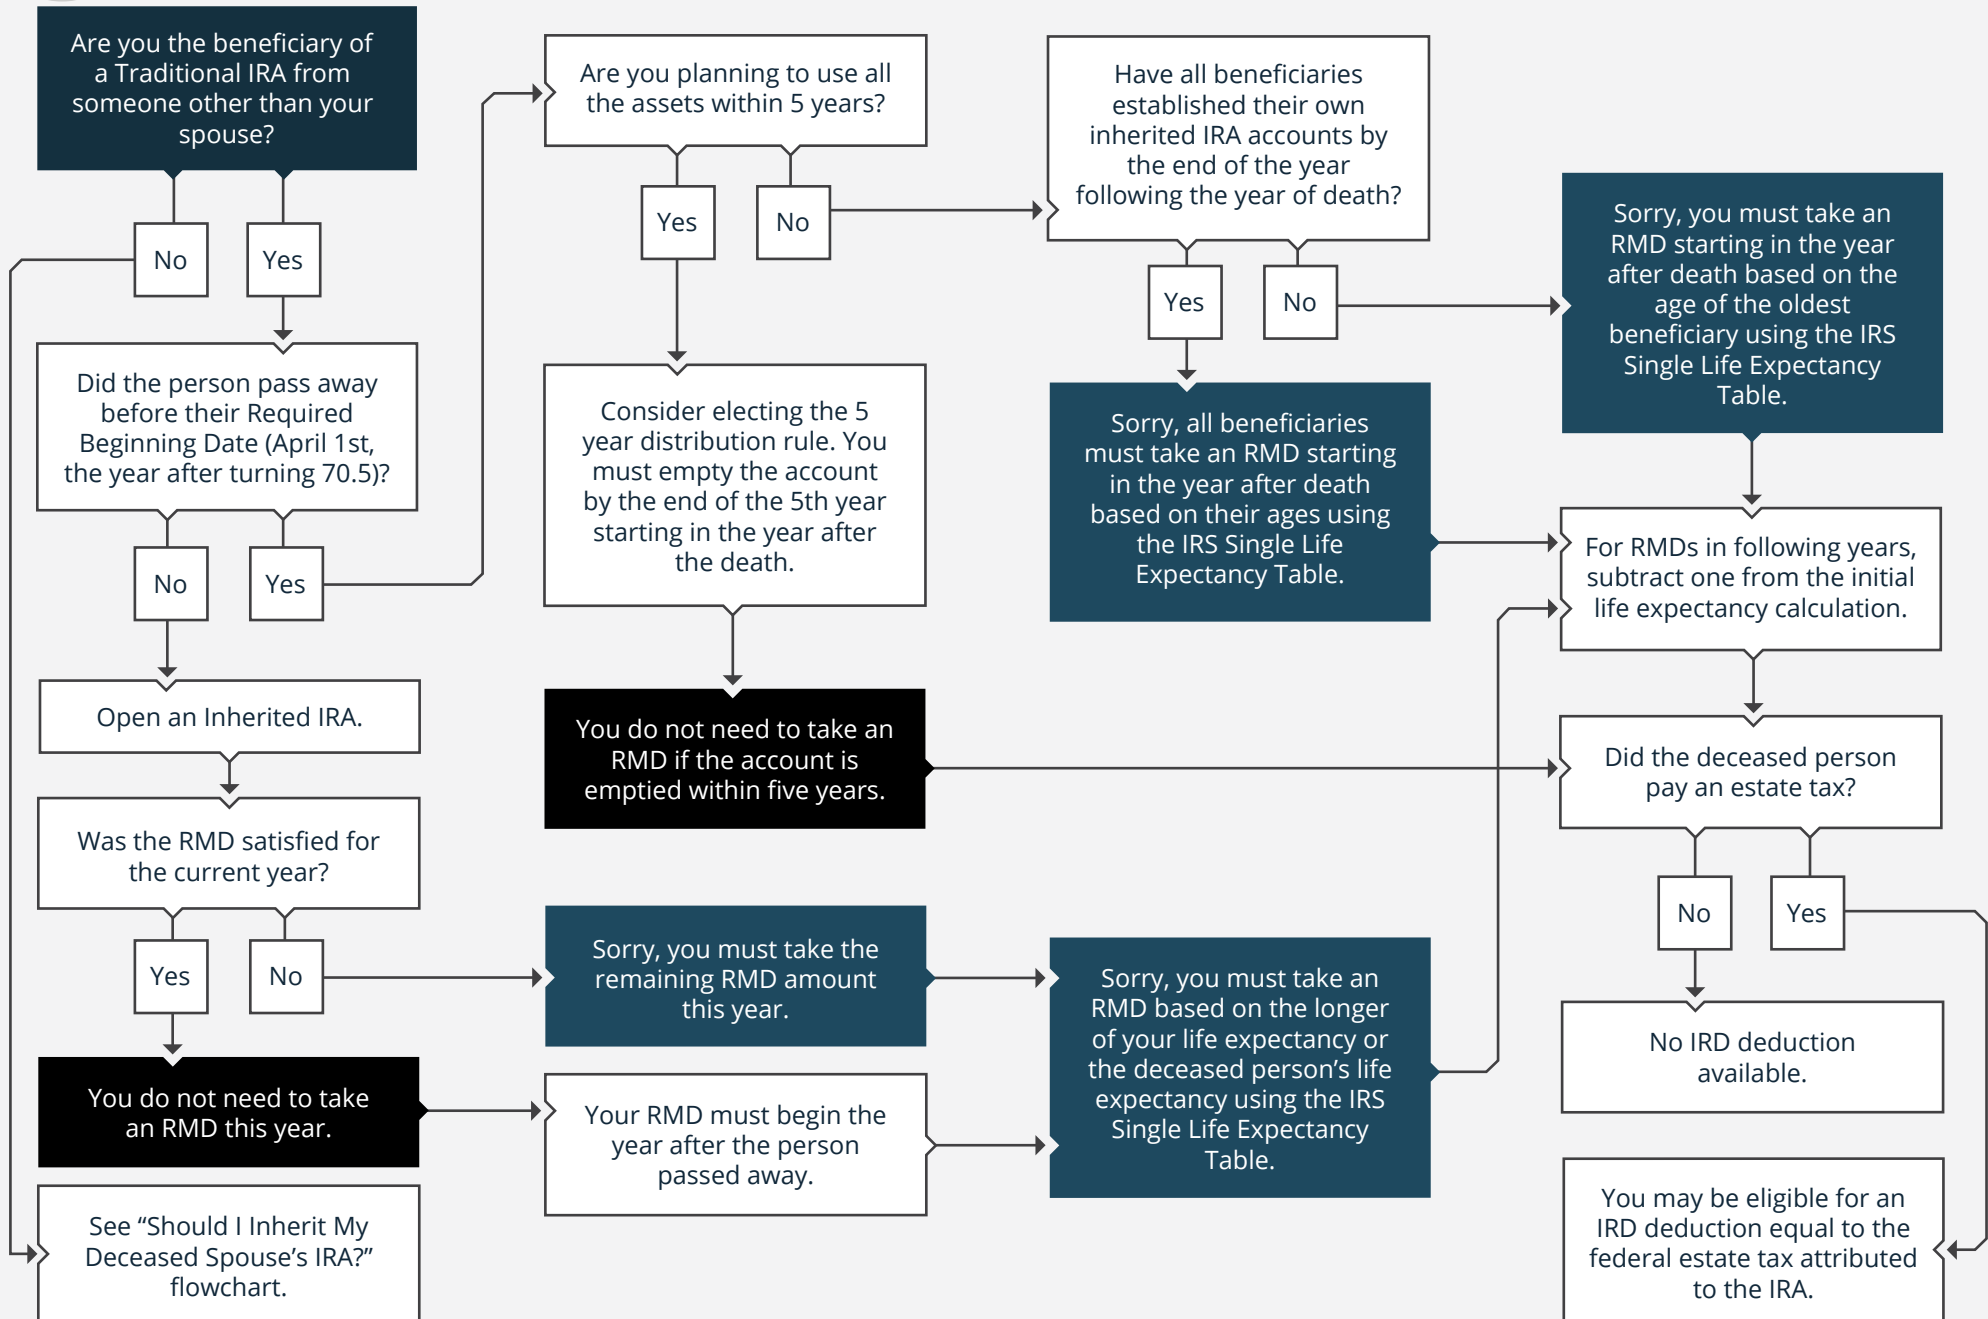 Are you the beneficiary of
a Traditional IRA from
someone other than your
spouse?
No
Yes
Did the person pass away
before their Required
Beginning Date (April 1st,
the year after turning 70.5)?
No
Yes
Open an Inherited IRA.
Was the RMD satisfied for
the current year?
Yes
No
You do not need to take
an RMD this year.
See “Should I Inherit My
Deceased Spouse’s IRA?”
flowchart.
Are you planning to use all
the assets within 5 years?
Yes
No
Consider electing the 5
year distribution rule. You
must empty the account
by the end of the 5th year
starting in the year after
the death.
You do not need to take an
RMD if the account is
emptied within five years.
Sorry, you must take the
remaining RMD amount
this year.
Your RMD must begin the
year after the person
passed away.
Have all beneficiaries
established their own
inherited IRA accounts by
the end of the year
following the year of death?
Yes
No
Sorry, all beneficiaries
must take an RMD starting
in the year after death
based on their ages using
the IRS Single Life
Expectancy Table.
Sorry, you must take an
RMD based on the longer
of your life expectancy or
the deceased person’s life
expectancy using the IRS
Single Life Expectancy
Table.
Sorry, you must take an
RMD starting in the year
after death based on the
age of the oldest
beneficiary using the IRS
Single Life Expectancy
Table.
For RMDs in following years,
subtract one from the initial
life expectancy calculation.
Did the deceased person
pay an estate tax?
No
Yes
No IRD deduction
available.
You may be eligible for an
IRD deduction equal to the
federal estate tax attributed
to the IRA.